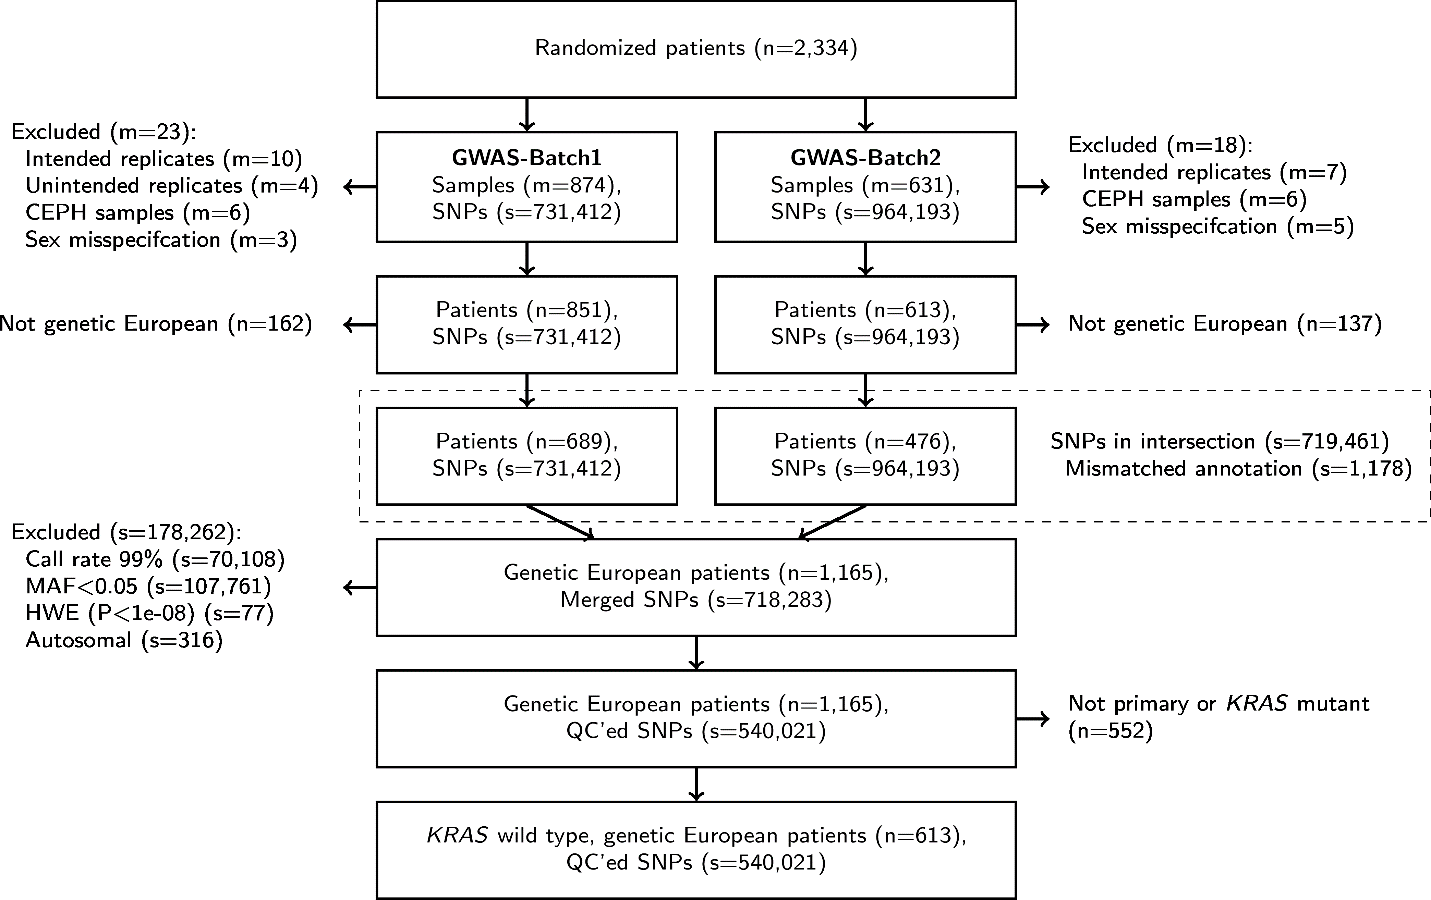 Randomized patients (n=2,334)
Excluded (m=23):
Intended replicates (m=10)
Unintended replicates (m=4)
CEPH samples (m=6)
Sex misspecifcation (m=3)
GWAS-Batch1
Samples (m=874),
SNPs (s=731,412)
GWAS-Batch2
Samples (m=631),
SNPs (s=964,193)
Excluded (m=18):
Intended replicates (m=7)
CEPH samples (m=6)
Sex misspecifcation (m=5)
Not genetic European (n=162)
Patients (n=851),
SNPs (s=731,412)
Patients (n=613),
SNPs (s=964,193)
Not genetic European (n=137)
Patients (n=689),
SNPs (s=731,412)
Patients (n=476),
SNPs (s=964,193)
SNPs in intersection (s=719,461)
Mismatched annotation (s=1,178)
Excluded (s=178,262):
Call rate 99% (s=70,108)
MAF<0.05 (s=107,761)
HWE (P<1e-08) (s=77)
Autosomal (s=316)
Genetic European patients (n=1,165),
Merged SNPs (s=718,283)
Genetic European patients (n=1,165),
QC'ed SNPs (s=540,021)
Not primary or KRAS mutant
(n=552)
KRAS wild type, genetic European patients (n=613),
QC'ed SNPs (s=540,021)